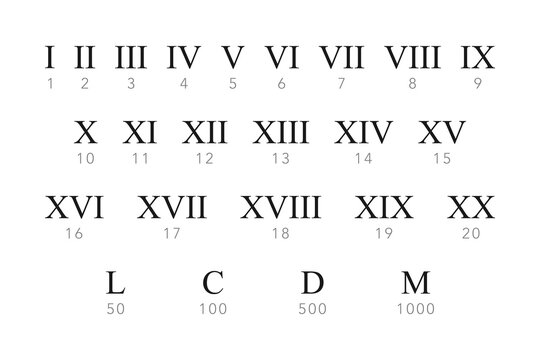 I II III IV V VI VII VIII IX
1 2 3 4 5 6 7 8 9
X XI XII XIII XIV XV
10 11 12 13 14 15
XVI XVII XVIII XIX XX
16 17 18 19 20
L C D M
50 100 500 1000